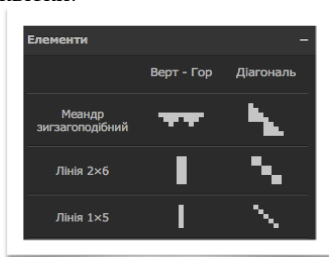 Елементи –
Верт - Гор Діагональ
Меандр
зигзагоподібний
Лінія 2×6
Лінія 1×5